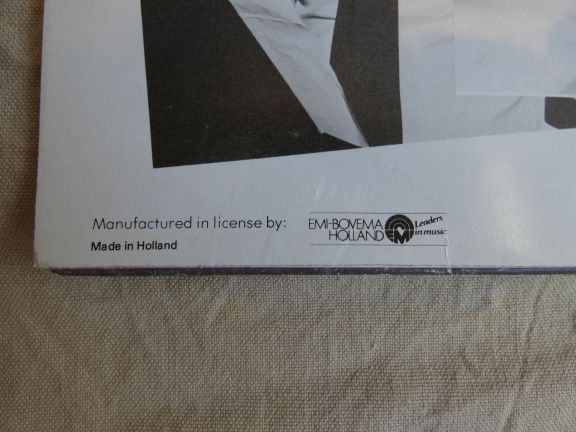 Manufactured in license by:
EMI-BOVEMA
HOLLAND
Leaders
in music
Made in Holland